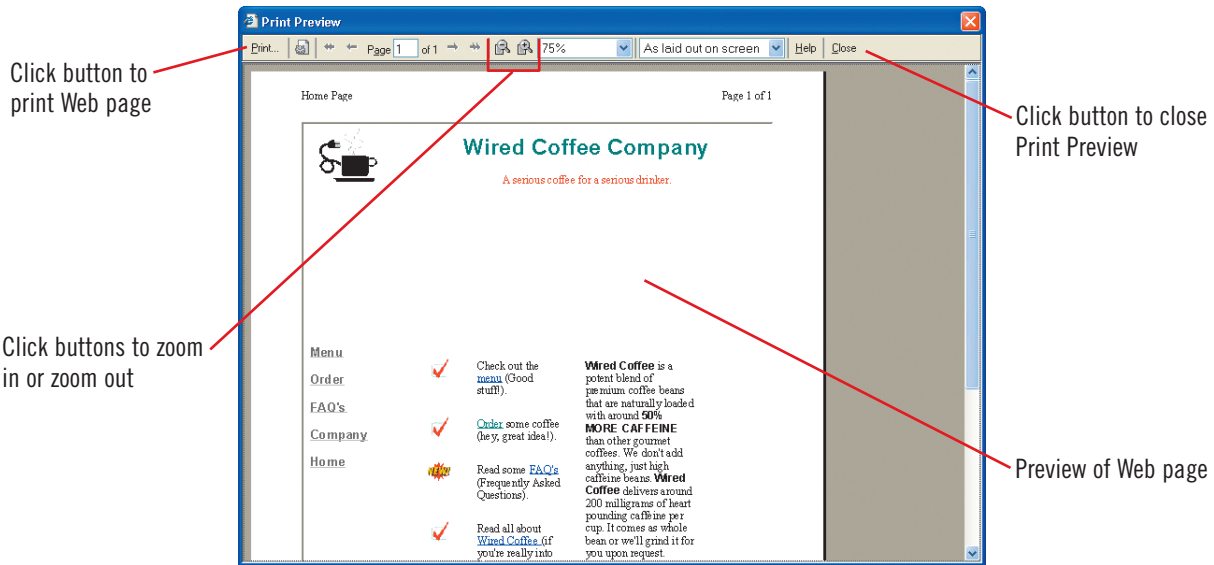 Print Preview
Print... Page 1 of 1 75% As laid out on screen Help Close
Click button to
print Web page
Click button to close
Print Preview
Home Page Page 1 of 1
Wired Coffee Company
A serious coffee for a serious drinker.
Click buttons to zoom
in or zoom out
Menu
Order
FAQ's
Company
Home
Check out the
menu (Good
stuff!).
Order some coffee
(hey, great idea!).
NEW!
Read some FAQ's
(Frequently Asked
Questions).
Read all about
Wired Coffee (if
you're really into
Wired Coffee is a
potent blend of
premium coffee beans
that are naturally loaded
with around 50%
MORE CAFFEINE
than other gourmet
coffees. We don't add
anything, just high
caffeine beans. Wired
Coffee delivers around
200 milligrams of heart
pounding caffeine per
cup. It comes as whole
bean or we'll grind it for
you upon request.
Preview of Web page